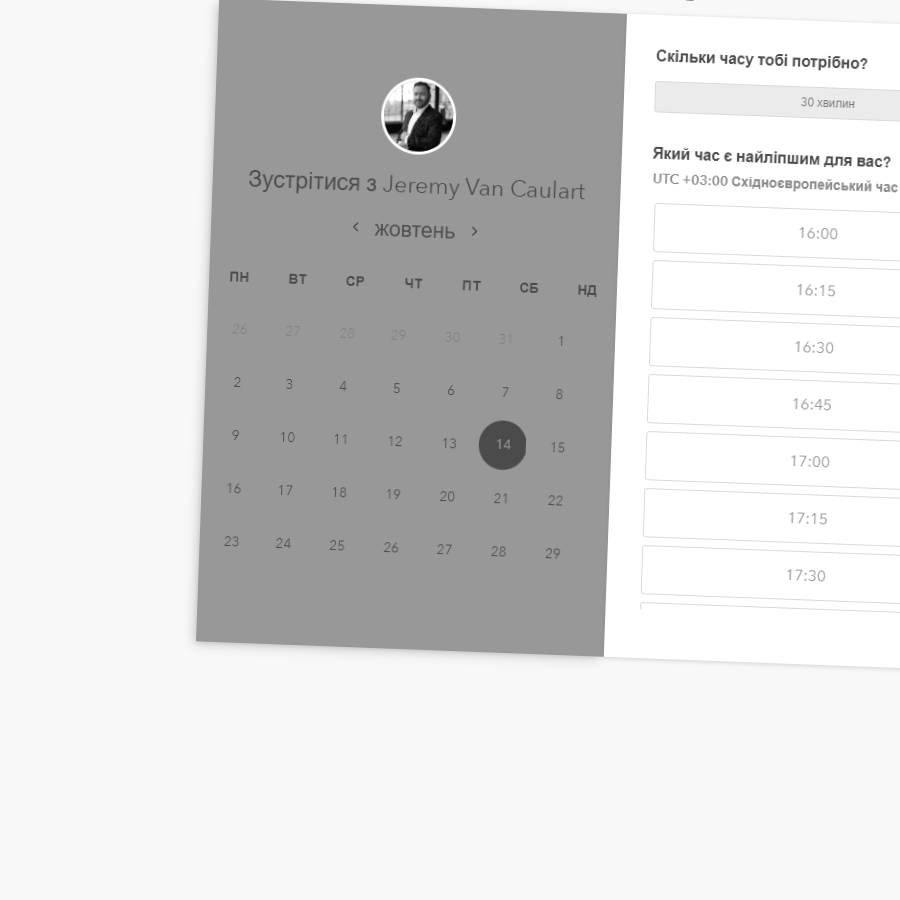 Зустрітися з Jeremy Van Caulart
жовтень
ПН ВТ СР ЧТ ПТ СБ НД
26 27 28 29 30 31 1
2 3 4 5 6 7 8
9 10 11 12 13 14 15
16 17 18 19 20 21 22
23 24 25 26 27 28 29
Скільки часу тобі потрібно?
30 хвилин
Який час є найліпшим для вас?
UTC +03:00 Східноєвропейський час
16:00
16:15
16:30
16:45
17:00
17:15
17:30